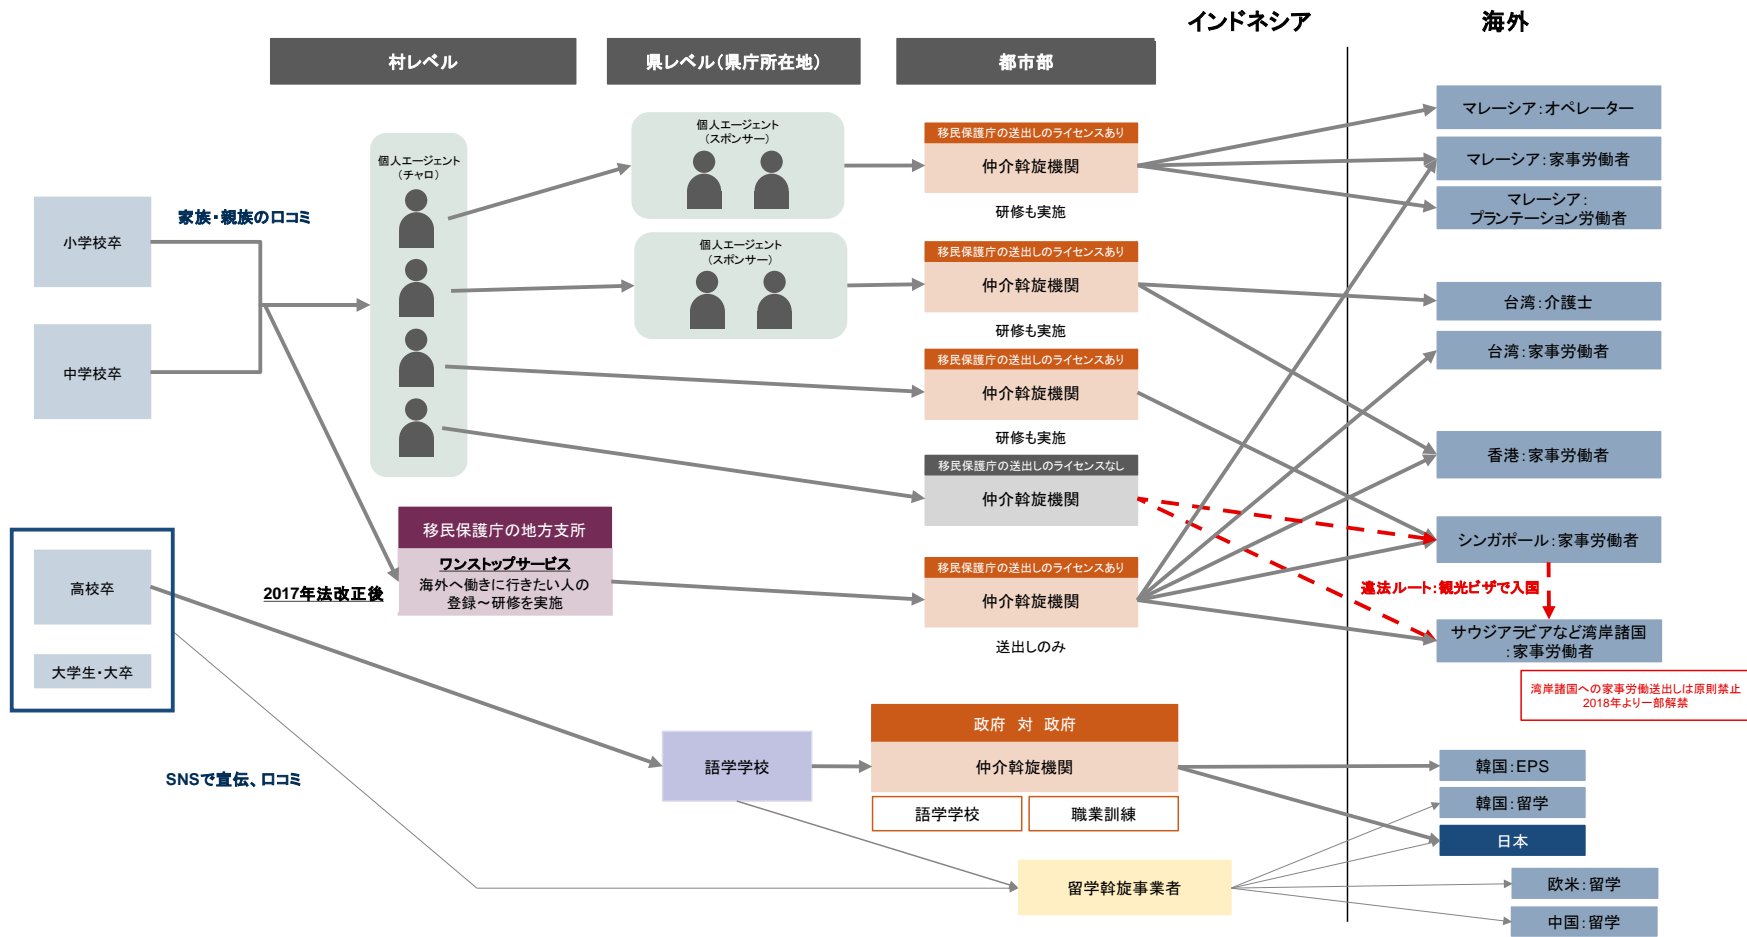 インドネシア
海外
村レベル
県レベル(県庁所在地)
都市部
小学校卒
中学校卒
家族・親族の口コミ
個人エージェント
(チャロ)
個人エージェント
(スポンサー)
個人エージェント
(スポンサー)
移民保護庁の送出しのライセンスあり
仲介斡旋機関
研修も実施
移民保護庁の送出しのライセンスあり
仲介斡旋機関
研修も実施
移民保護庁の送出しのライセンスあり
仲介斡旋機関
研修も実施
移民保護庁の送出しのライセンスなし
仲介斡旋機関
移民保護庁の送出しのライセンスあり
仲介斡旋機関
送出しのみ
マレーシア:オペレーター
マレーシア:家事労働者
マレーシア:
プランテーション労働者
台湾:介護士
台湾:家事労働者
香港:家事労働者
シンガポール:家事労働者
違法ルート:観光ビザで入国
サウジアラビアなど湾岸諸国
:家事労働者
湾岸諸国への家事労働送出しは原則禁止
2018年より一部解禁
移民保護庁の地方支所
ワンストップサービス
海外へ働きに行きたい人の
登録~研修を実施
2017年法改正後
高校卒
大学生・大卒
SNSで宣伝、口コミ
語学学校
政府 対 政府
仲介斡旋機関
語学学校
職業訓練
留学斡旋事業者
韓国:EPS
韓国:留学
日本
欧米:留学
中国:留学